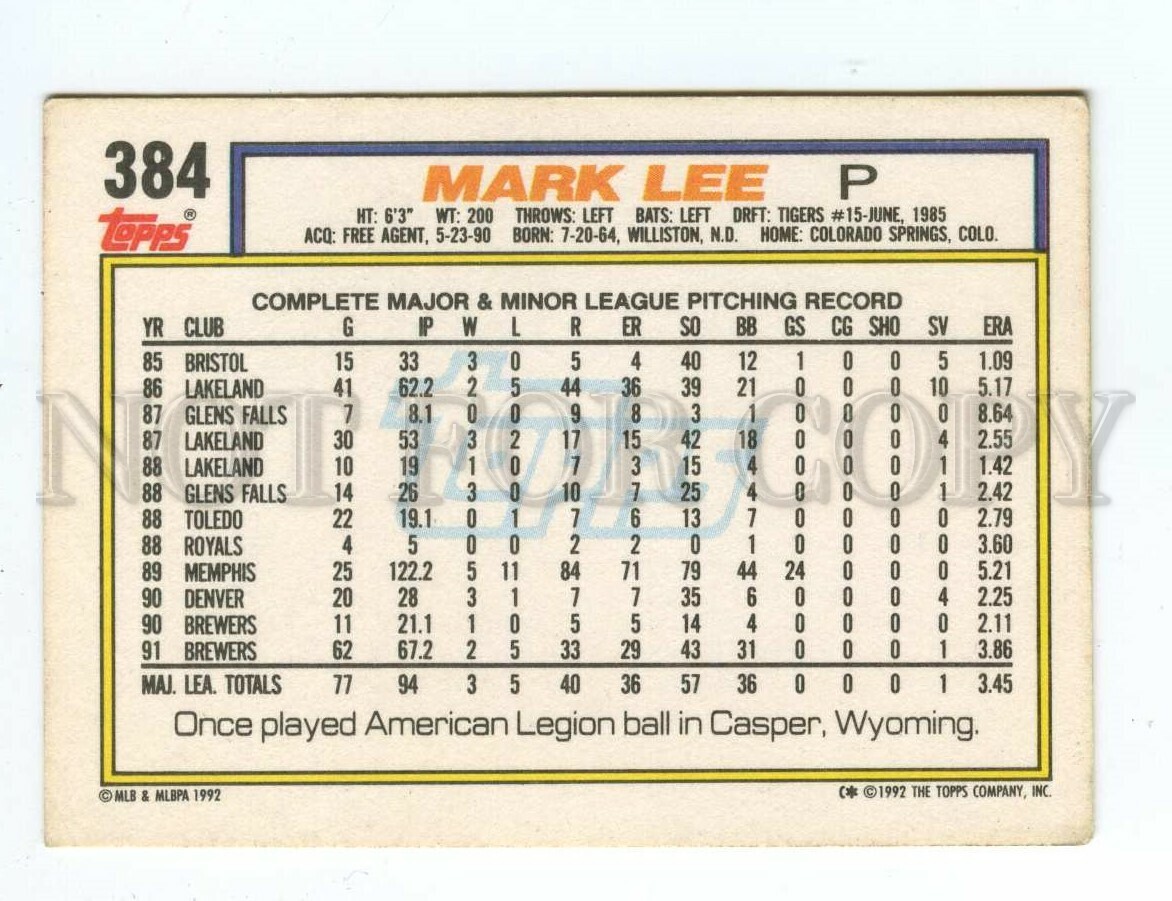 384
Topps®
MARK LEE P
HT: 6'3" WT: 200 THROWS: LEFT BATS: LEFT DRFT: TIGERS #15-JUNE, 1985
ACQ: FREE AGENT, 5-23-90 BORN: 7-20-64, WILLISTON, N.D. HOME: COLORADO SPRINGS, COLO.
COMPLETE MAJOR & MINOR LEAGUE PITCHING RECORD
YR CLUB G IP W L R ER SO BB GS CG SHO SV ERA
85 BRISTOL 15 33 3 0 5 4 40 12 1 0 0 5 1.09
86 LAKELAND 41 62.2 2 5 44 36 39 21 0 0 0 10 5.17
87 GLENS FALLS 7 8.1 0 0 9 8 3 1 0 0 0 0 8.64
87 LAKELAND 30 53 3 2 17 15 42 18 0 0 0 4 2.55
88 LAKELAND 10 19 1 0 7 3 15 4 0 0 0 1 1.42
88 GLENS FALLS 14 26 3 0 10 7 25 4 0 0 0 1 2.42
88 TOLEDO 22 19.1 0 1 7 6 13 7 0 0 0 0 2.79
88 ROYALS 4 5 0 0 2 2 0 1 0 0 0 0 3.60
89 MEMPHIS 25 122.2 5 11 84 71 79 44 24 0 0 0 5.21
90 DENVER 20 28 3 1 7 7 35 6 0 0 0 4 2.25
90 BREWERS 11 21.1 1 0 5 5 14 4 0 0 0 0 2.11
91 BREWERS 62 67.2 2 5 33 29 43 31 0 0 0 1 3.86
MAJ. LEA. TOTALS 77 94 3 5 40 36 57 36 0 0 0 1 3.45
Once played American Legion ball in Casper, Wyoming.
©MLB & MLBPA 1992
C* ©1992 THE TOPPS COMPANY, INC.
topps
NOT FOR COPY